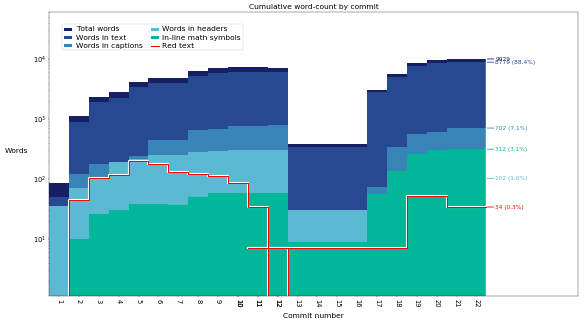 Cumulative word-count by commit
Total words
Words in text
Words in captions
Words in headers
In-line math symbols
Red text
Words
10⁴
10³
10²
10¹
8779 (88.4%)
702 (7.1%)
312 (3.1%)
102 (1.0%)
34 (0.3%)
1 2 3 4 5 6 7 8 9 10 11 12 13 14 15 16 17 18 19 20 21 22
Commit number